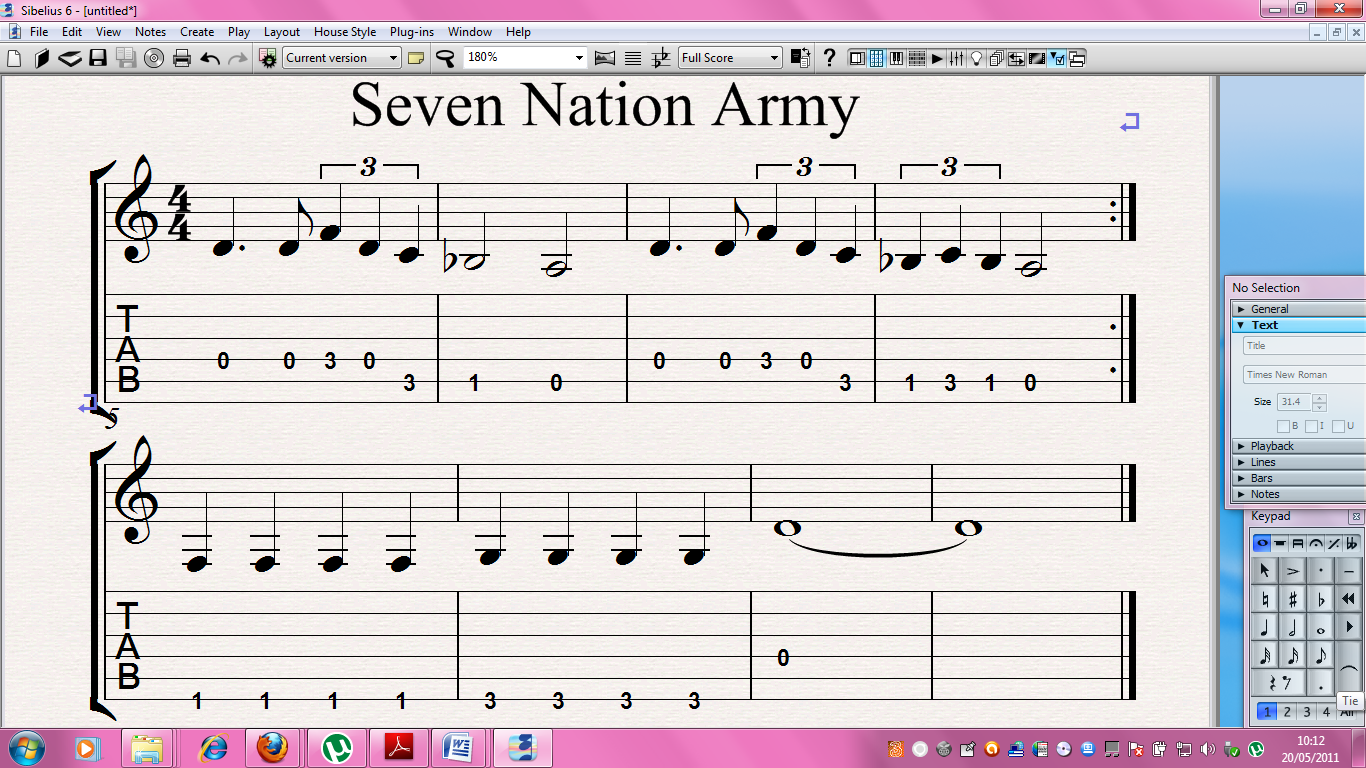 Sibelius 6 - [untitled*]
File Edit View Notes Create Play Layout House Style Plug-ins Window Help
Current version 180% Full Score ?
Seven Nation Army
3 3 3
4
4
T
A
B
0 0 3 0
3 1 0
0 0 3 0
3 1 3 1 0
5
T
A
B
0
1 1 1 1 3 3 3 3
No Selection
General
Text
Title
Times New Roman
Size 31.4
B I U
Playback
Lines
Bars
Notes
Keypad
Tie
1 2 3 4 All
10:12
20/05/2011